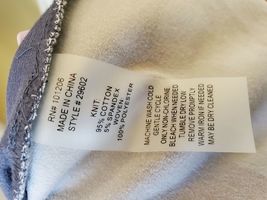 RN# 101206
MADE IN CHINA
STYLE # 29602
KNIT:
95% COTTON
5% SPANDEX
WOVEN:
100% POLYESTER
MACHINE WASH COLD
GENTLE CYCLE
ONLY NON-CHLORINE
BLEACH WHEN NEEDED
TUMBLE DRY LOW
REMOVE PROMPTLY
WARM IRON IF NEEDED
MAY BE DRY CLEANED